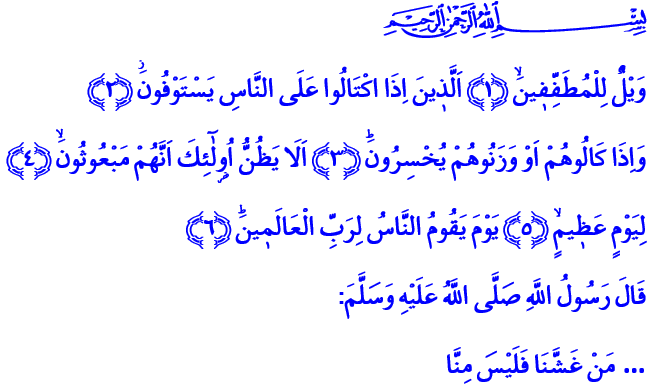 بِسْمِ اللّٰهِ الرَّحْمٰنِ الرَّحِيمِ
وَيْلٌ لِلْمُطَفِّف۪ينَۙ ﴿١﴾ اَلَّذ۪ينَ اِذَا اكْتَالُوا عَلَى النَّاسِ يَسْتَوْفُونَۘ ﴿٢﴾
وَاِذَا كَالُوهُمْ اَوْ وَزَنُوهُمْ يُخْسِرُونَۜ ﴿٣﴾ اَلَا يَظُنُّ اُو۬لٰٓئِكَ اَنَّهُمْ مَبْعُوثُونَۙ ﴿٤﴾
لِيَوْمٍ عَظ۪يمٍۙ ﴿٥﴾ يَوْمَ يَقُومُ النَّاسُ لِرَبِّ الْعَالَم۪ينَۜ ﴿٦﴾
قَالَ رَسُولُ اللَّهِ صَلَّى اللَّهُ عَلَيْهِ وَسَلَّمَ:
... مَنْ غَشَّنَا فَلَيْسَ مِنَّا